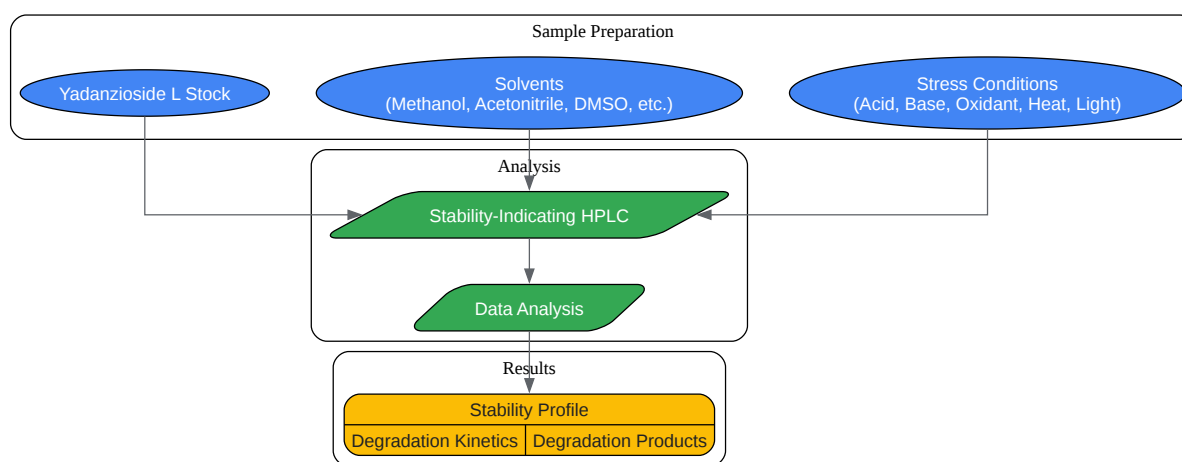 Sample Preparation
Yadanzioside L Stock
Solvents
(Methanol, Acetonitrile, DMSO, etc.)
Stress Conditions
(Acid, Base, Oxidant, Heat, Light)
Analysis
Stability-Indicating HPLC
Data Analysis
Results
Stability Profile
Degradation Kinetics
Degradation Products